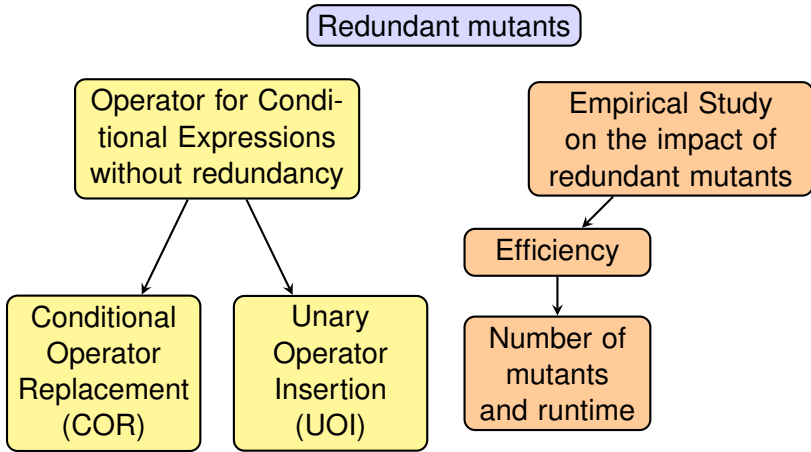 Redundant mutants
Operator for Condi-
tional Expressions
without redundancy
Empirical Study
on the impact of
redundant mutants
Efficiency
Conditional
Operator
Replacement
(COR)
Unary
Operator
Insertion
(UOI)
Number of
mutants
and runtime